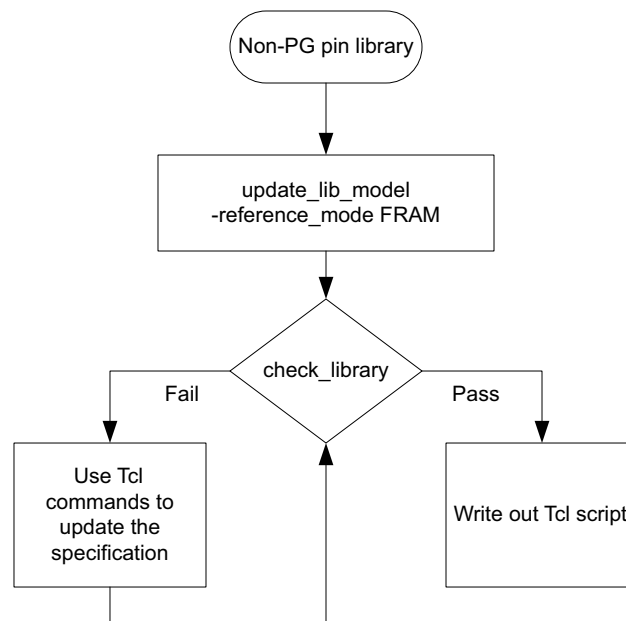 Non-PG pin library
update_lib_model
-reference_mode FRAM
check_library
Fail
Pass
Use Tcl
commands to
update the
specification
Write out Tcl script